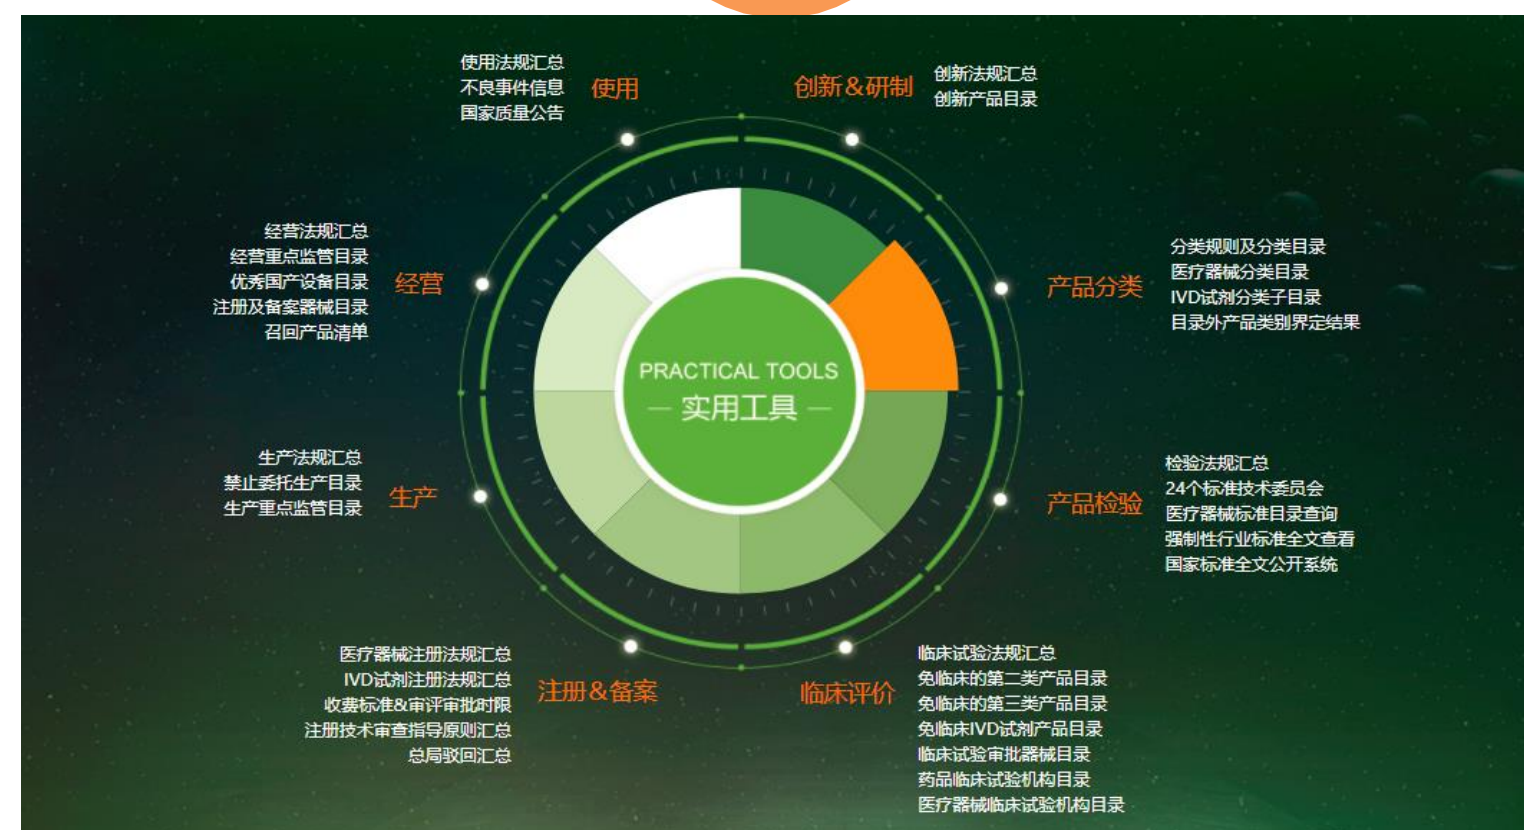 使用法规汇总
不良事件信息
国家质量公告
使用
创新&研制
创新法规汇总
创新产品目录
经营法规汇总
经营重点监管目录
优秀国产设备目录
注册及备案器械目录
召回产品清单
经营
产品分类
分类规则及分类目录
医疗器械分类目录
IVD试剂分类子目录
目录外产品类别界定结果
PRACTICAL TOOLS
— 实用工具 —
生产法规汇总
禁止委托生产目录
生产重点监管目录
生产
产品检验
检验法规汇总
24个标准技术委员会
医疗器械标准目录查询
强制性行业标准全文查看
国家标准全文公开系统
医疗器械注册法规汇总
IVD试剂注册法规汇总
收费标准&审评审批时限
注册技术审查指导原则汇总
总局驳回汇总
注册&备案
临床评价
临床试验法规汇总
免临床的第二类产品目录
免临床的第三类产品目录
免临床IVD试剂产品目录
临床试验审批器械目录
药品临床试验机构目录
医疗器械临床试验机构目录